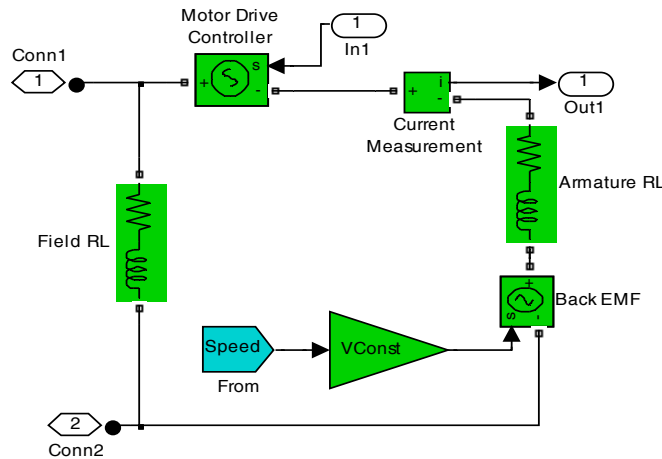 Motor Drive
Controller
1
In1
Conn1
1
+
s
-
+
i
-
1
Out1
Current
Measurement
Armature RL
Field RL
+
s
-
Back EMF
Speed
From
VConst
2
Conn2